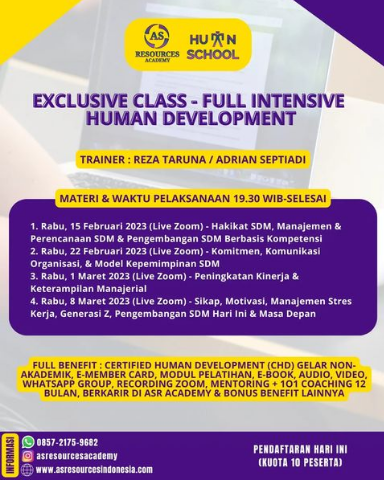 AS
RESOURCES
ACADEMY
HUMAN
SCHOOL
EXCLUSIVE CLASS - FULL INTENSIVE
HUMAN DEVELOPMENT
TRAINER : REZA TARUNA / ADRIAN SEPTIADI
MATERI & WAKTU PELAKSANAAN 19.30 WIB-SELESAI
1. Rabu, 15 Februari 2023 (Live Zoom) - Hakikat SDM, Manajemen &
Perencanaan SDM & Pengembangan SDM Berbasis Kompetensi
2. Rabu, 22 Februari 2023 (Live Zoom) - Komitmen, Komunikasi
Organisasi, & Model Kepemimpinan SDM
3. Rabu, 1 Maret 2023 (Live Zoom) - Peningkatan Kinerja &
Keterampilan Manajerial
4. Rabu, 8 Maret 2023 (Live Zoom) - Sikap, Motivasi, Manajemen Stres
Kerja, Generasi Z, Pengembangan SDM Hari Ini & Masa Depan
FULL BENEFIT : CERTIFIED HUMAN DEVELOPMENT (CHD) GELAR NON-
AKADEMIK, E-MEMBER CARD, MODUL PELATIHAN, E-BOOK, AUDIO, VIDEO,
WHATSAPP GROUP, RECORDING ZOOM, MENTORING + 1O1 COACHING 12
BULAN, BERKARIR DI ASR ACADEMY & BONUS BENEFIT LAINNYA
INFORMASI
0857-2175-9682
asresourcesacademy
www.asresourcesindonesia.com
PENDAFTARAN HARI INI
(KUOTA 10 PESERTA)